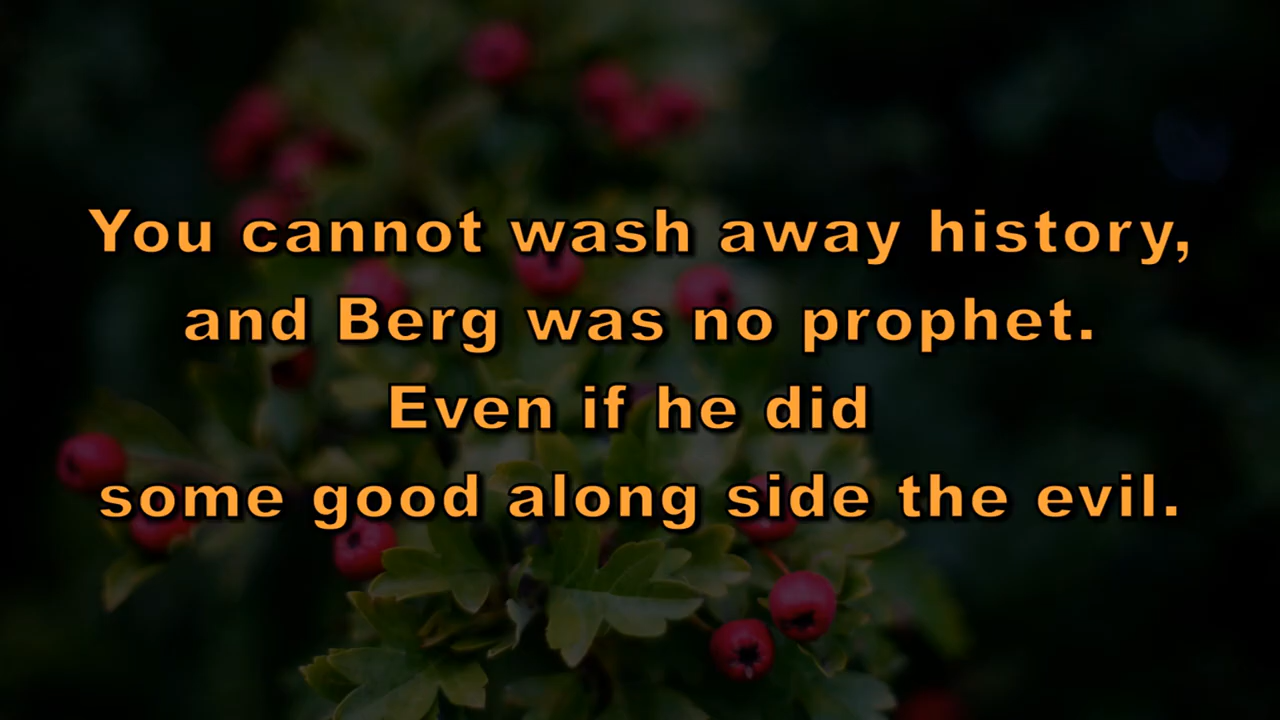 You cannot wash away history,
and Berg was no prophet.
Even if he did
some good along side the evil.